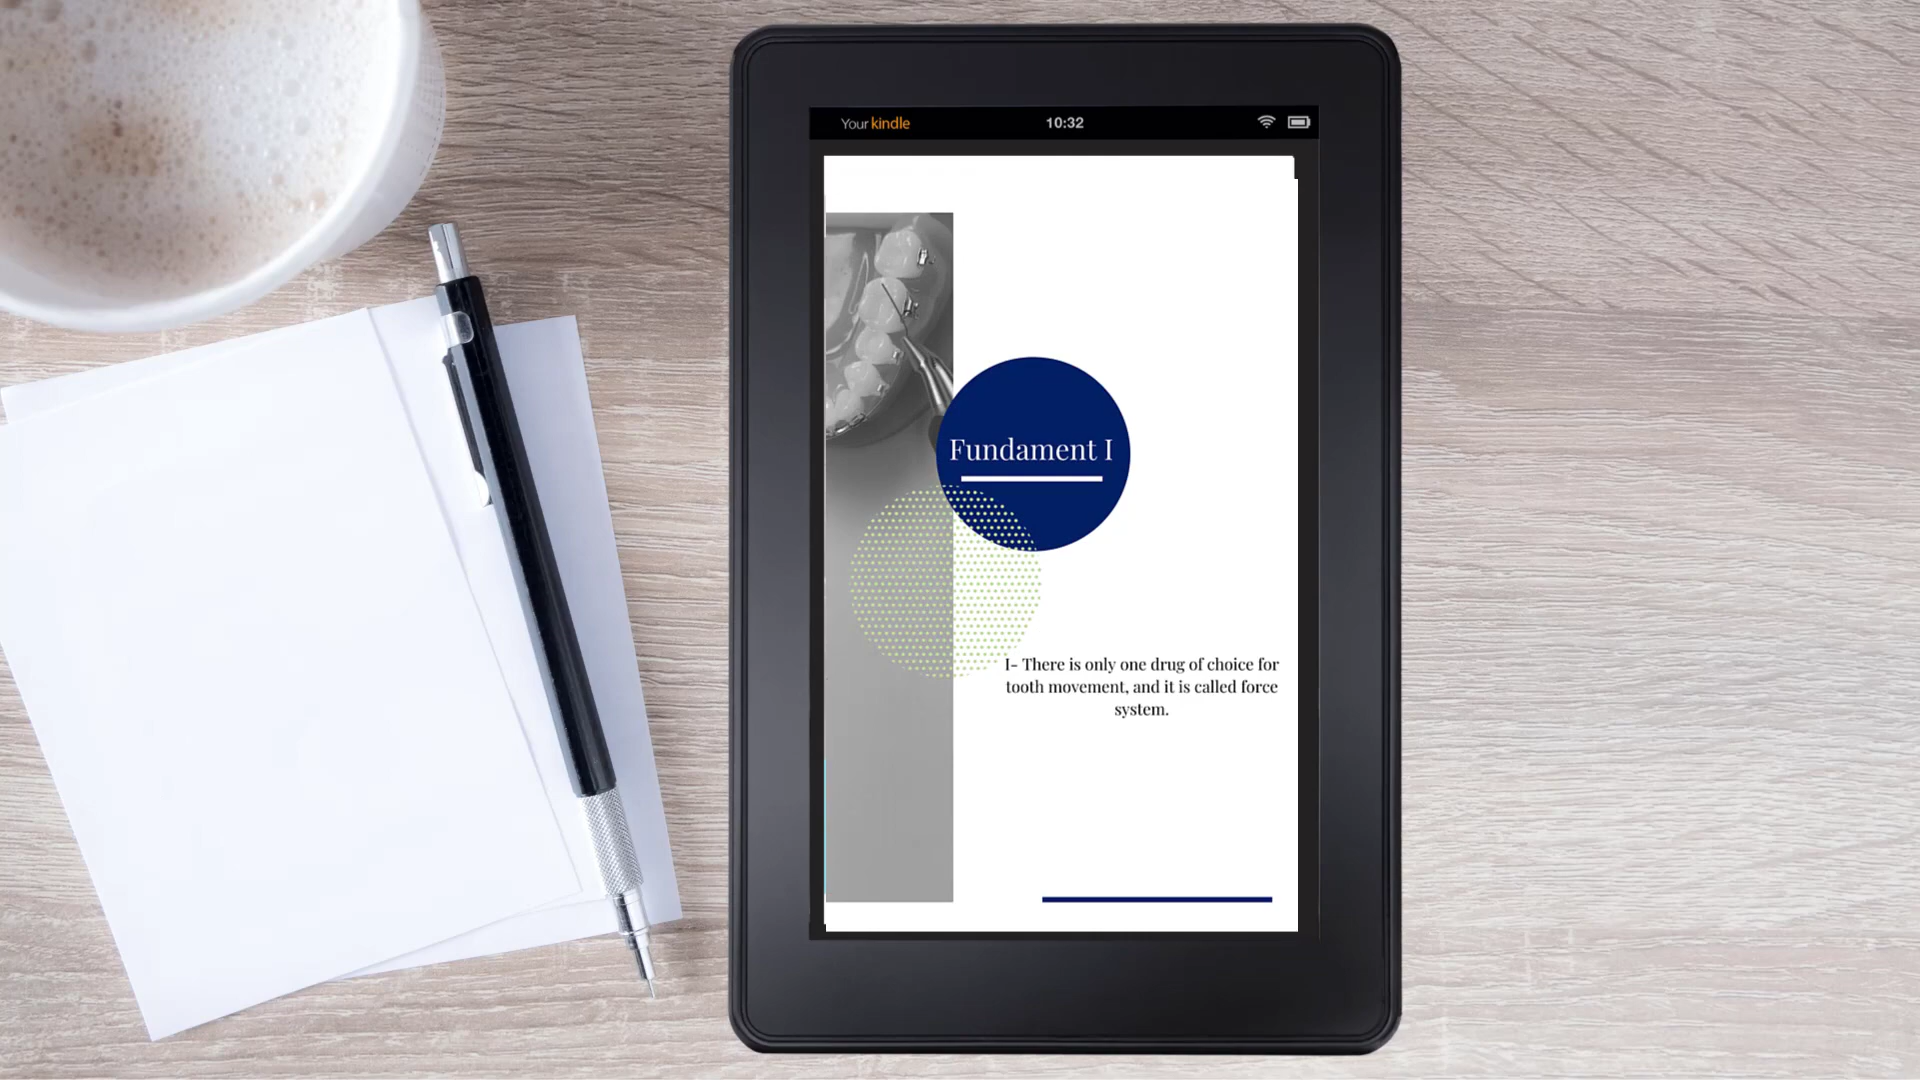 Your kindle 10:32
Fundament I
I- There is only one drug of choice for
tooth movement, and it is called force
system.